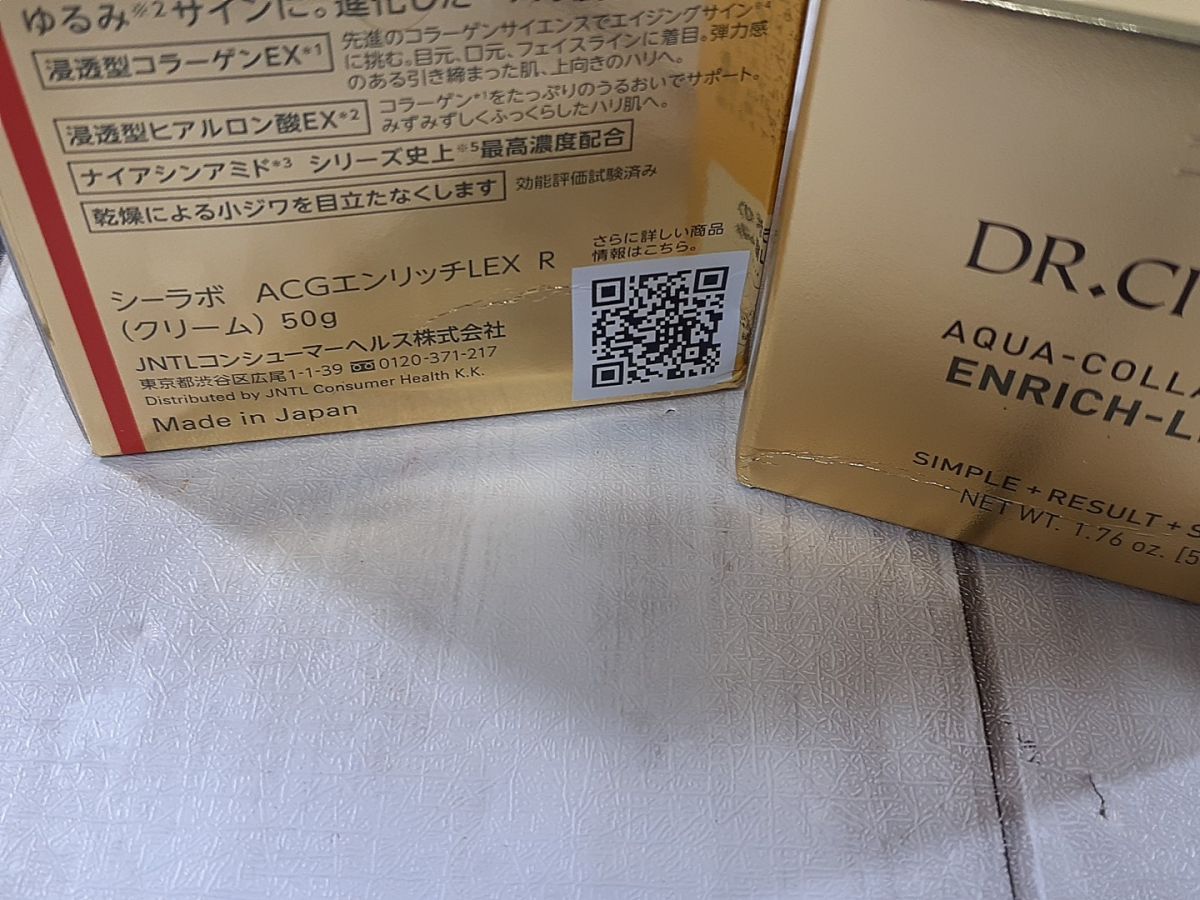 ゆるみ※2サインに。進化した
浸透型コラーゲンEX※1
先進のコラーゲンサイエンスでエイジングサイン※4
に挑む。目元、口元、フェイスラインに着目。弾力感
のある引き締まった肌、上向きのハリへ。
浸透型ヒアルロン酸EX※2
コラーゲン*1をたっぷりのうるおいでサポート。
みずみずしくふっくらしたハリ肌へ。
ナイアシンアミド※3 シリーズ史上※5最高濃度配合
乾燥による小ジワを目立たなくします 効能評価試験済み
さらに詳しい商品
情報はこちら。
シーラボ ACGエンリッチLEX R
(クリーム) 50g
JNTLコンシューマーヘルス株式会社
東京都渋谷区広尾1-1-39 0120-371-217
Distributed by JNTL Consumer Health K.K.
Made in Japan
DR.CI
AQUA-COLLA
ENRICH-L
SIMPLE + RESULT + S
NET WT. 1.76 oz. [5